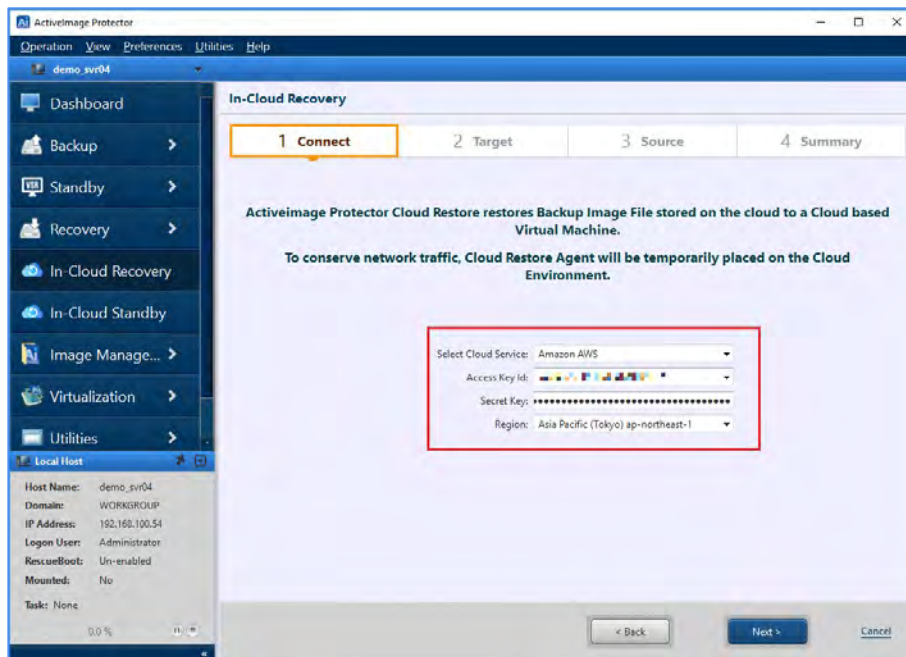 Ai ActiveImage Protector
Operation View Preferences Utilities Help
demo_svr04
Dashboard
Backup
Standby
Recovery
In-Cloud Recovery
In-Cloud Standby
Image Manage...
Virtualization
Utilities
Local Host
Host Name: demo_svr04
Domain: WORKGROUP
IP Address: 192.168.100.54
Logon User: Administrator
RescueBoot: Un-enabled
Mounted: No
Task: None
0.0 %
In-Cloud Recovery
1 Connect 2 Target 3 Source 4 Summary
Activeimage Protector Cloud Restore restores Backup Image File stored on the cloud to a Cloud based
Virtual Machine.
To conserve network traffic, Cloud Restore Agent will be temporarily placed on the Cloud
Environment.
Select Cloud Service: Amazon AWS
Access Key Id:
Secret Key: ••••••••••••••••••••••••••••••••••
Region: Asia Pacific (Tokyo) ap-northeast-1
< Back Next > Cancel